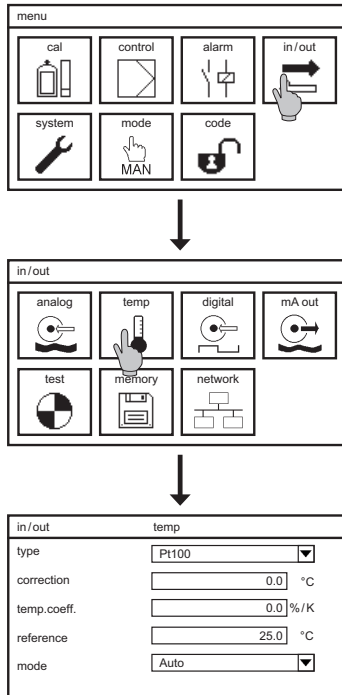 menu
cal control alarm in/out
system mode code
MAN
in/out
analog temp digital mA out
test memory network
in/out temp
type Pt100
correction 0.0 °C
temp.coeff. 0.0 %/K
reference 25.0 °C
mode Auto